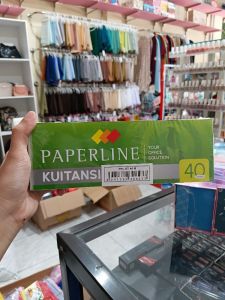 PAPERLINE
YOUR
OFFICE
SOLUTION
KUITANSI
40